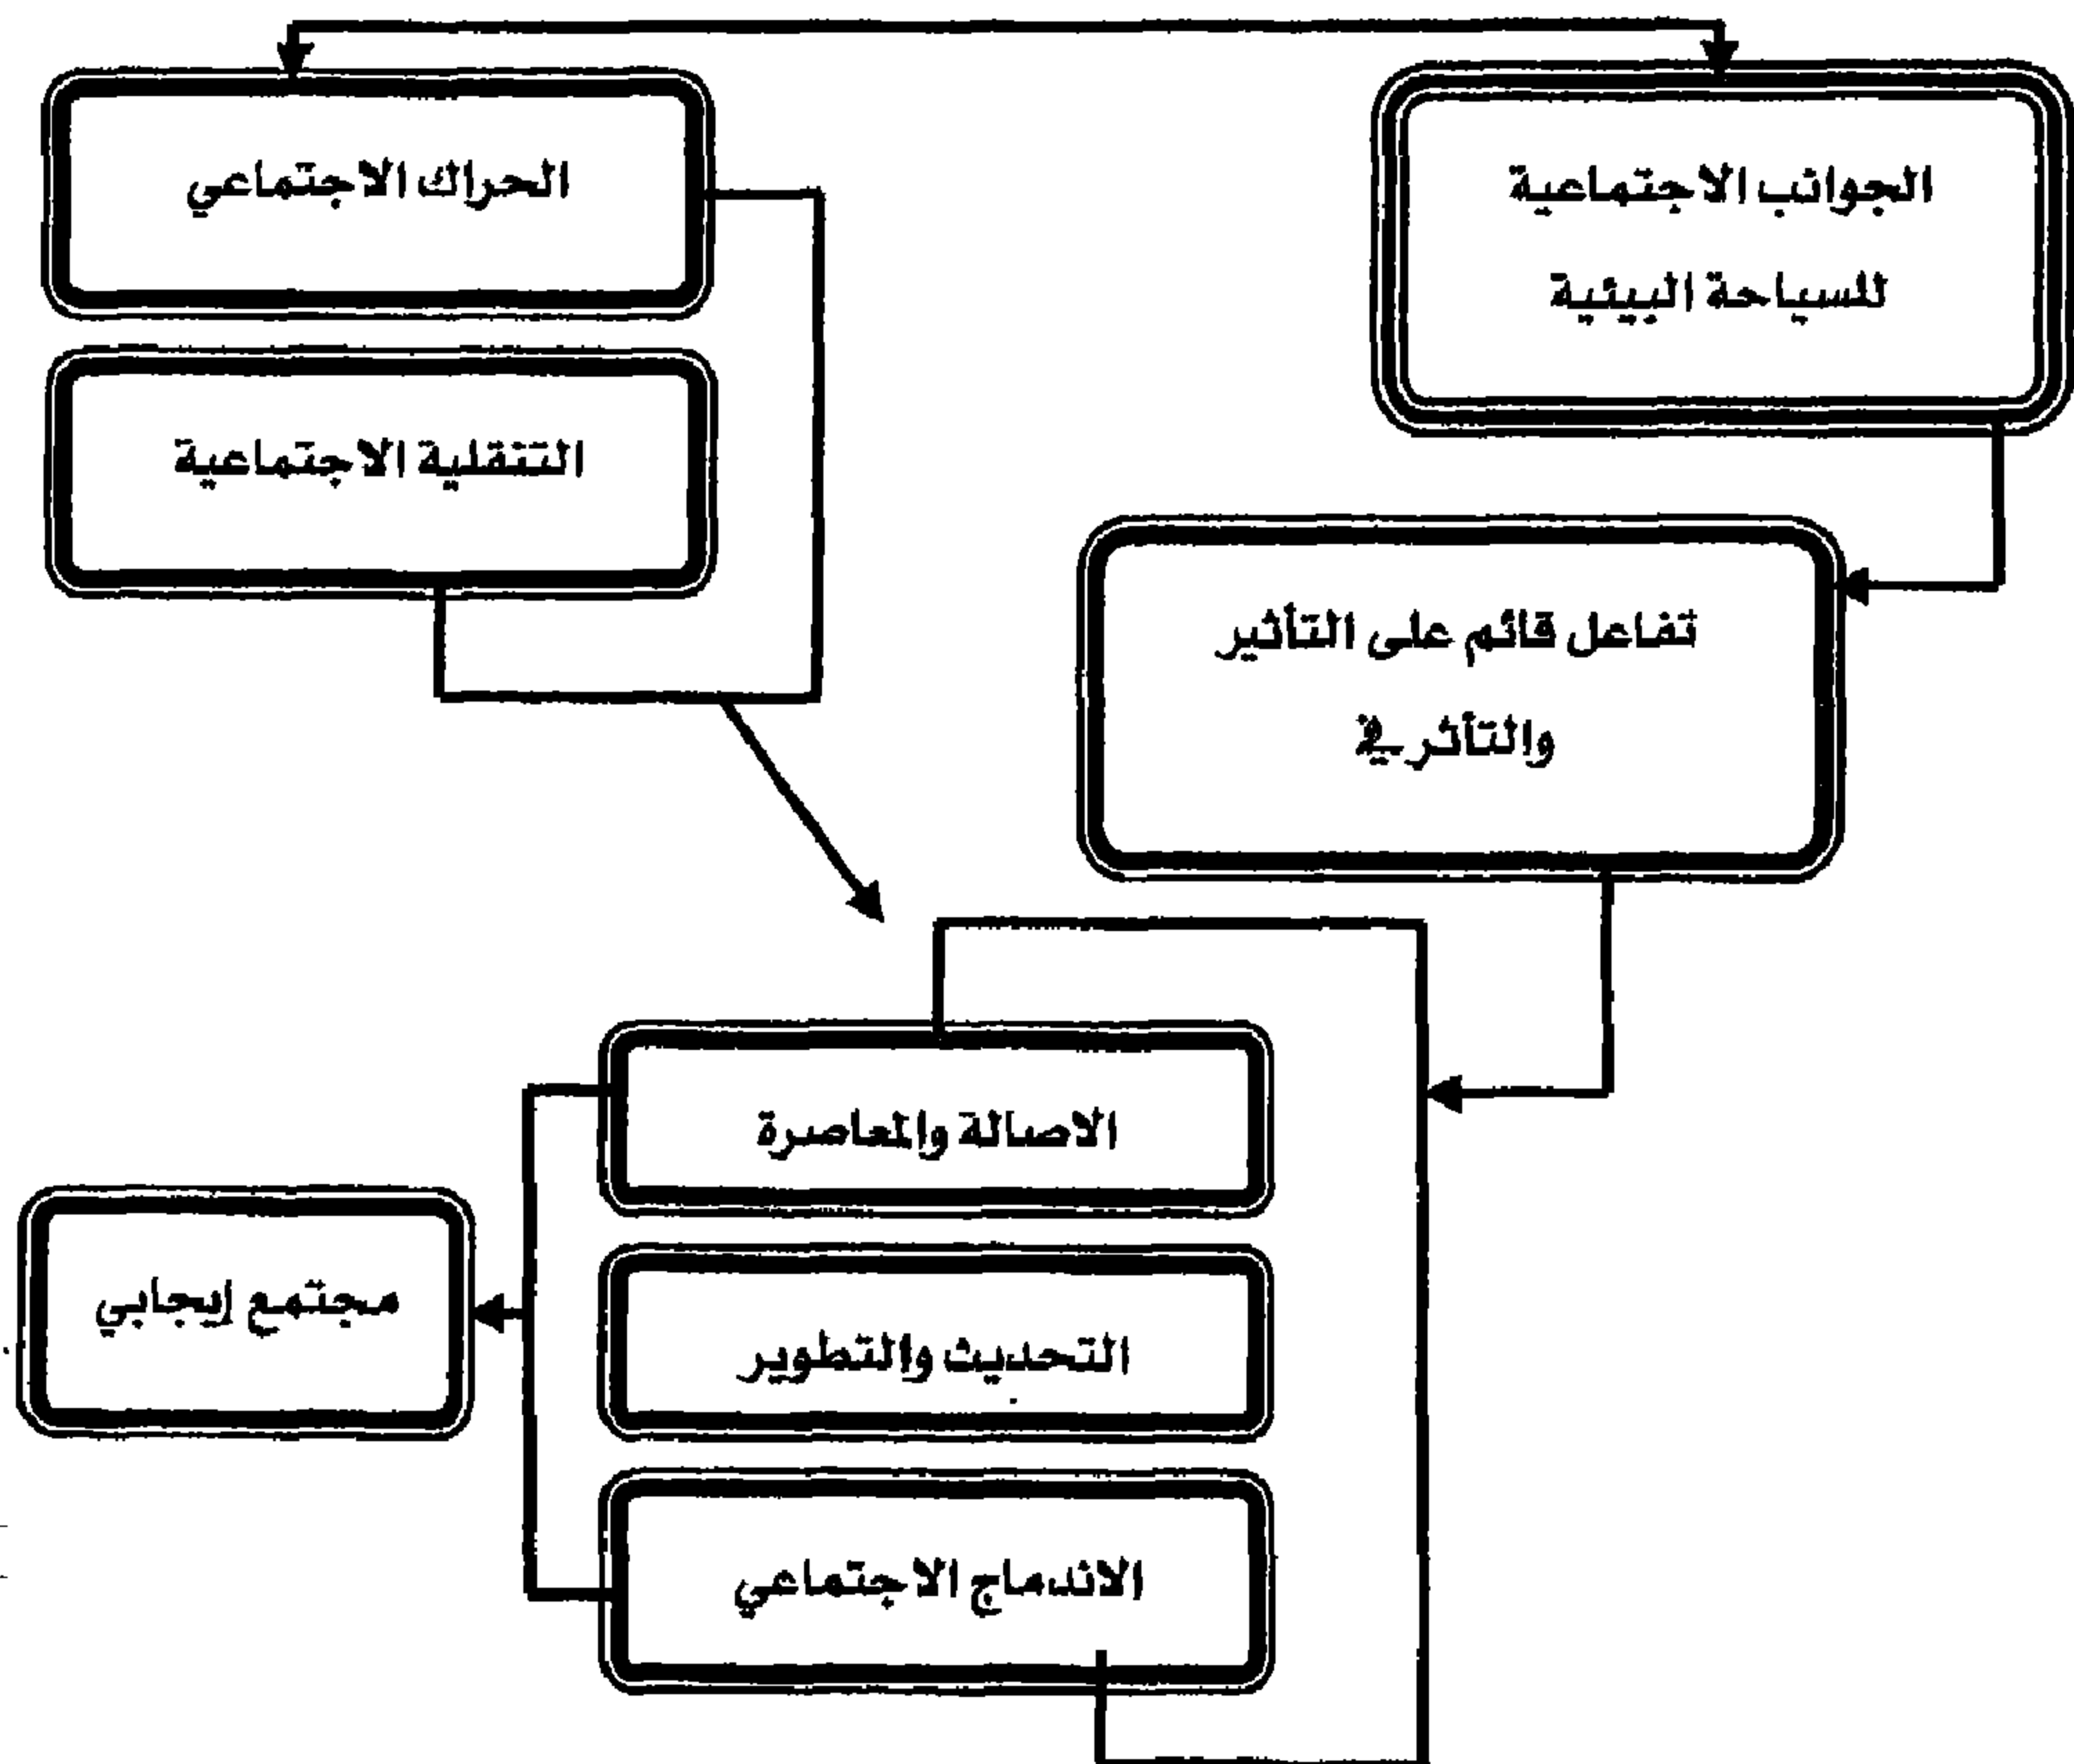 الجوانب الاجتماعية
للسياحة البيئية
الحراك الاجتماعي
التنقلية الاجتماعية
تفاعل قائم على التأثير
والتأثر في
الاصالة والمعاصرة
التحديث والتطوير
الاندماج الاجتماعي
مجتمع إيجابي